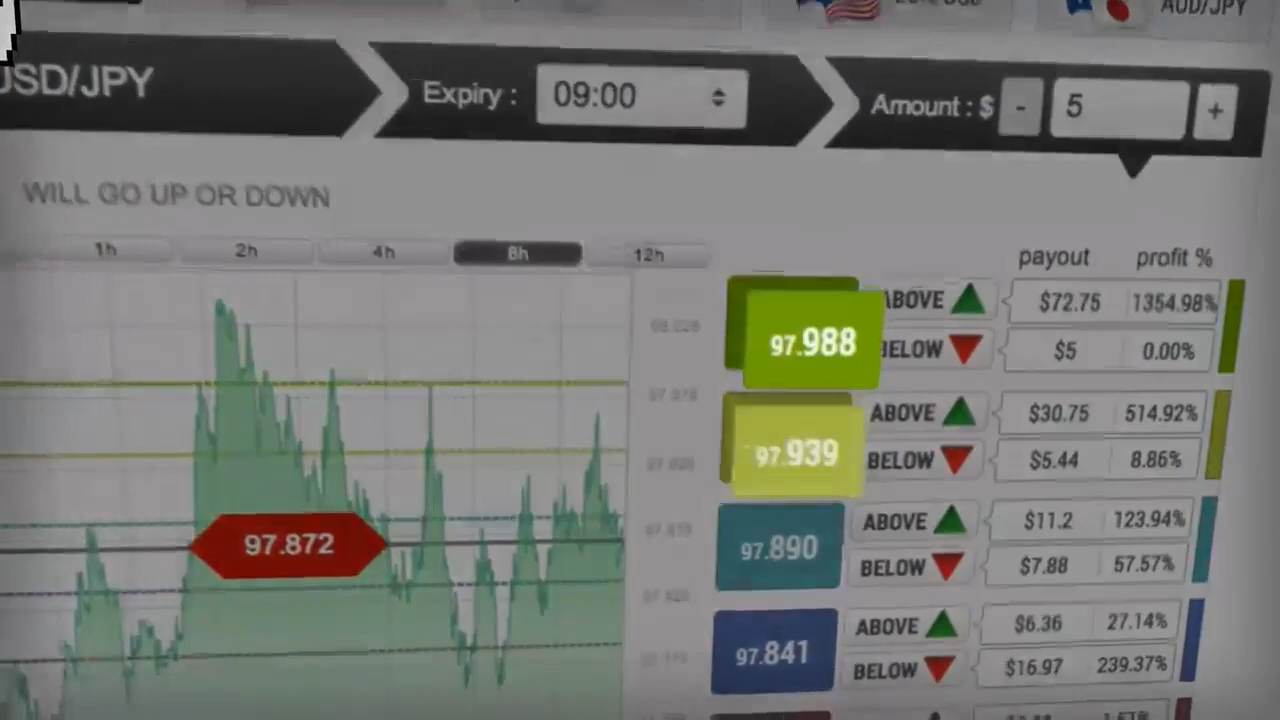 AUD/JPY
USD/JPY
Expiry : 09:00
Amount : $ - 5 +
WILL GO UP OR DOWN
1h 2h 4h 8h 12h
payout profit %
97.988
ABOVE $72.75 1354.98%
BELOW $5 0.00%
97.939
ABOVE $30.75 514.92%
BELOW $5.44 8.86%
97.890
ABOVE $11.2 123.94%
BELOW $7.88 57.57%
97.872
97.841
ABOVE $6.36 27.14%
BELOW $16.97 239.37%